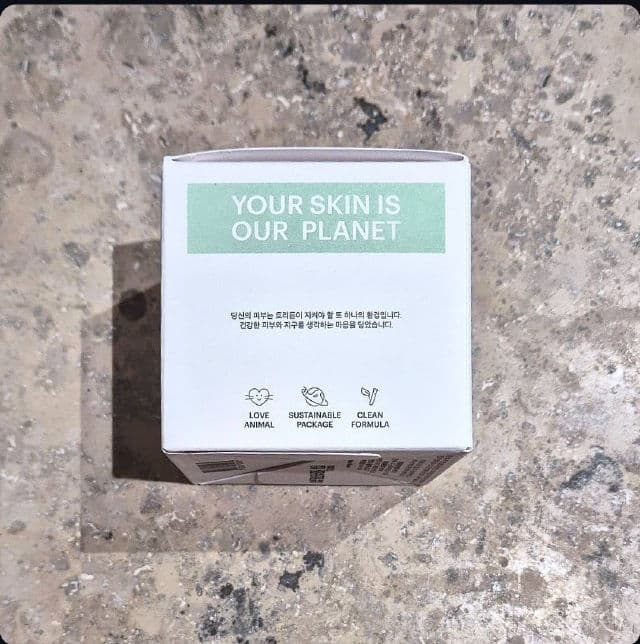 YOUR SKIN IS
OUR PLANET
당신의 피부는 토리든이 지켜야 할 또 하나의 환경입니다.
건강한 피부와 지구를 생각하는 마음을 담았습니다.
LOVE
ANIMAL
SUSTAINABLE
PACKAGE
CLEAN
FORMULA